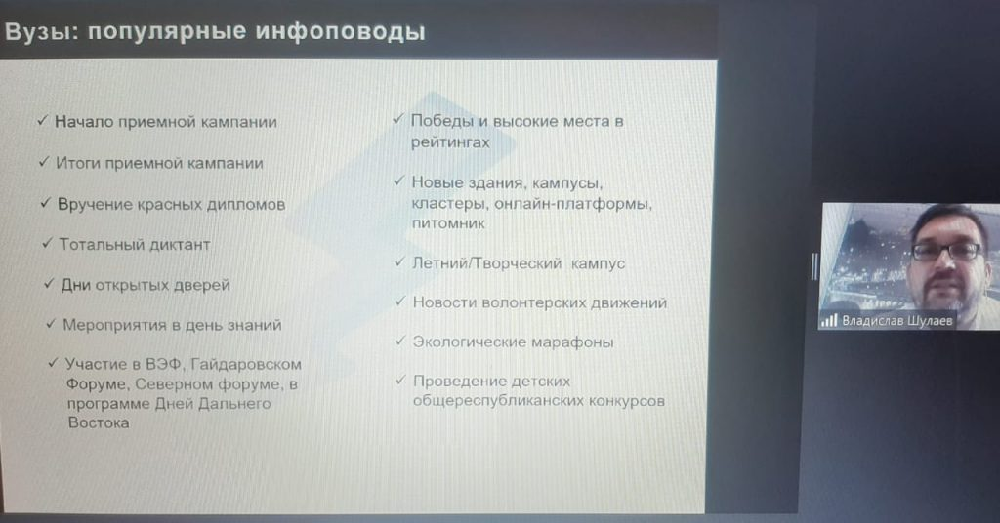 Вузы: популярные инфоповоды
✓ Начало приемной кампании
✓ Итоги приемной кампании
✓ Вручение красных дипломов
✓ Тотальный диктант
✓ Дни открытых дверей
✓ Мероприятия в день знаний
✓ Участие в ВЭФ, Гайдаровском
Форуме, Северном форуме, в
программе Дней Дальнего
Востока
✓ Победы и высокие места в
рейтингах
✓ Новые здания, кампусы,
кластеры, онлайн-платформы,
питомник
✓ Летний/Творческий кампус
✓ Новости волонтерских движений
✓ Экологические марафоны
✓ Проведение детских
общереспубликанских конкурсов
Владислав Шулаев